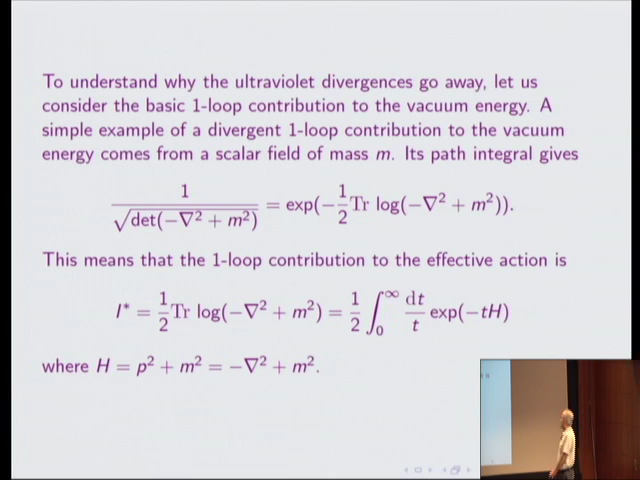 To understand why the ultraviolet divergences go away, let us
consider the basic 1-loop contribution to the vacuum energy. A
simple example of a divergent 1-loop contribution to the vacuum
energy comes from a scalar field of mass m. Its path integral gives
1/√det(−∇² + m²) = exp(−1/2 Tr log(−∇² + m²)).
This means that the 1-loop contribution to the effective action is
I* = 1/2 Tr log(−∇² + m²) = 1/2 ∫₀^∞ dt/t exp(−tH)
where H = p² + m² = −∇² + m².